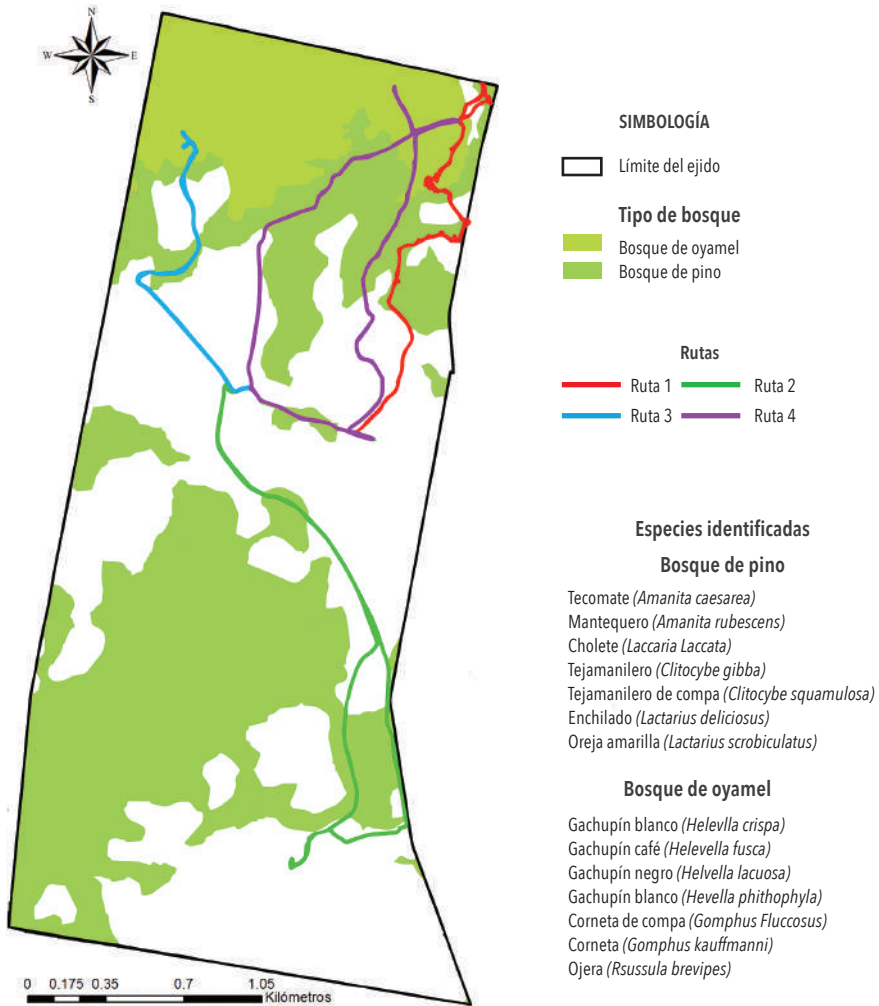 N
W E
S
SIMBOLOGÍA
Límite del ejido
Tipo de bosque
Bosque de oyamel
Bosque de pino
Rutas
Ruta 1 Ruta 2
Ruta 3 Ruta 4
Especies identificadas
Bosque de pino
Tecomate (Amanita caesarea)
Mantequero (Amanita rubescens)
Cholete (Laccaria Laccata)
Tejamanilero (Clitocybe gibba)
Tejamanilero de compa (Clitocybe squamulosa)
Enchilado (Lactarius deliciosus)
Oreja amarilla (Lactarius scrobiculatus)
Bosque de oyamel
Gachupín blanco (Helevlla crispa)
Gachupín café (Helevella fusca)
Gachupín negro (Helvella lacuosa)
Gachupín blanco (Hevella phithophyla)
Corneta de compa (Gomphus Fluccosus)
Corneta (Gomphus kauffmanni)
Ojera (Rsussula brevipes)
0 0.175 0.35 0.7 1.05
Kilómetros